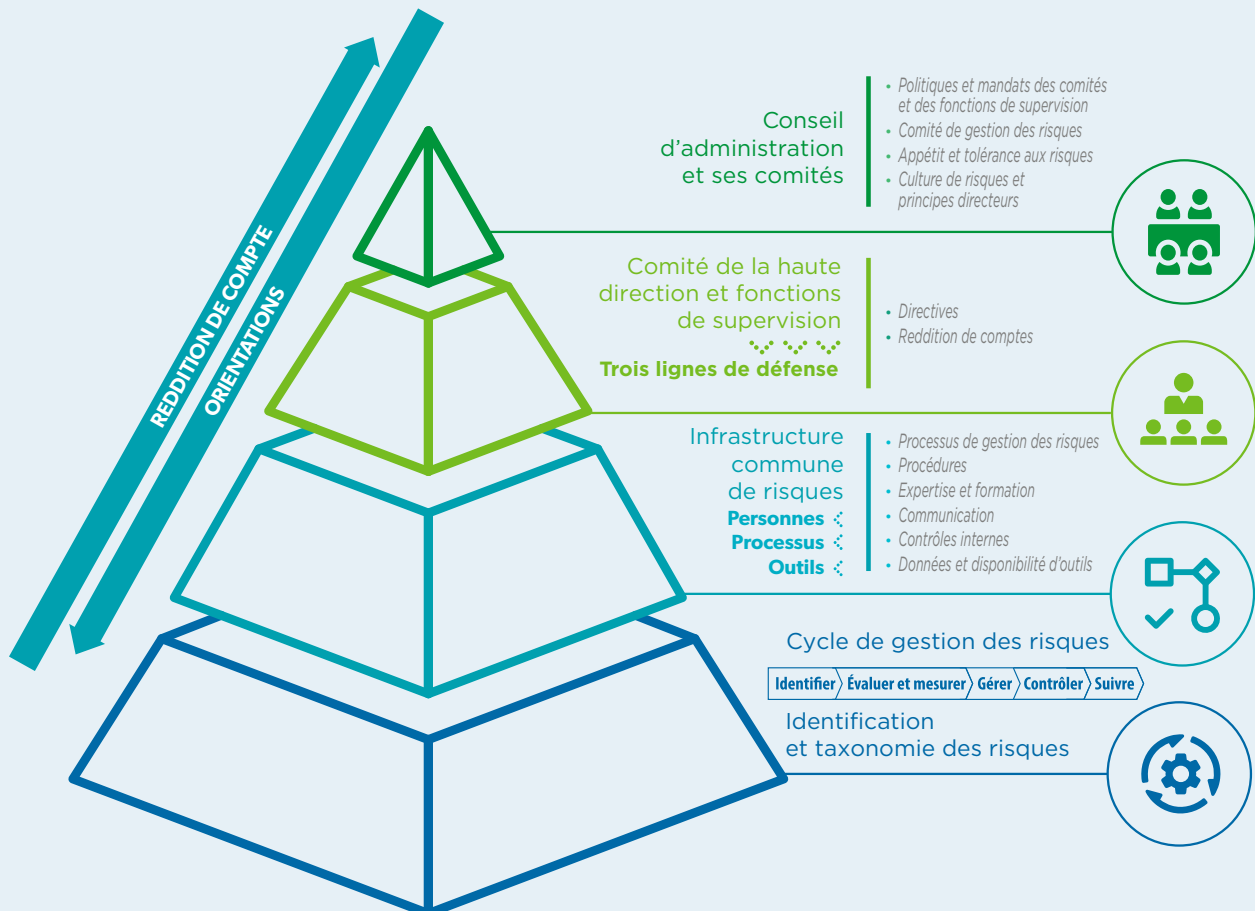 REDDITION DE COMPTE
ORIENTATIONS
Conseil
d'administration
et ses comités
• Politiques et mandats des comités
et des fonctions de supervision
• Comité de gestion des risques
• Appétit et tolérance aux risques
• Culture de risques et
principes directeurs
Comité de la haute
direction et fonctions
de supervision
Trois lignes de défense
• Directives
• Reddition de comptes
Infrastructure
commune
de risques
Personnes
Processus
Outils
• Processus de gestion des risques
• Procédures
• Expertise et formation
• Communication
• Contrôles internes
• Données et disponibilité d'outils
Cycle de gestion des risques
Identifier Évaluer et mesurer Gérer Contrôler Suivre
Identification
et taxonomie des risques